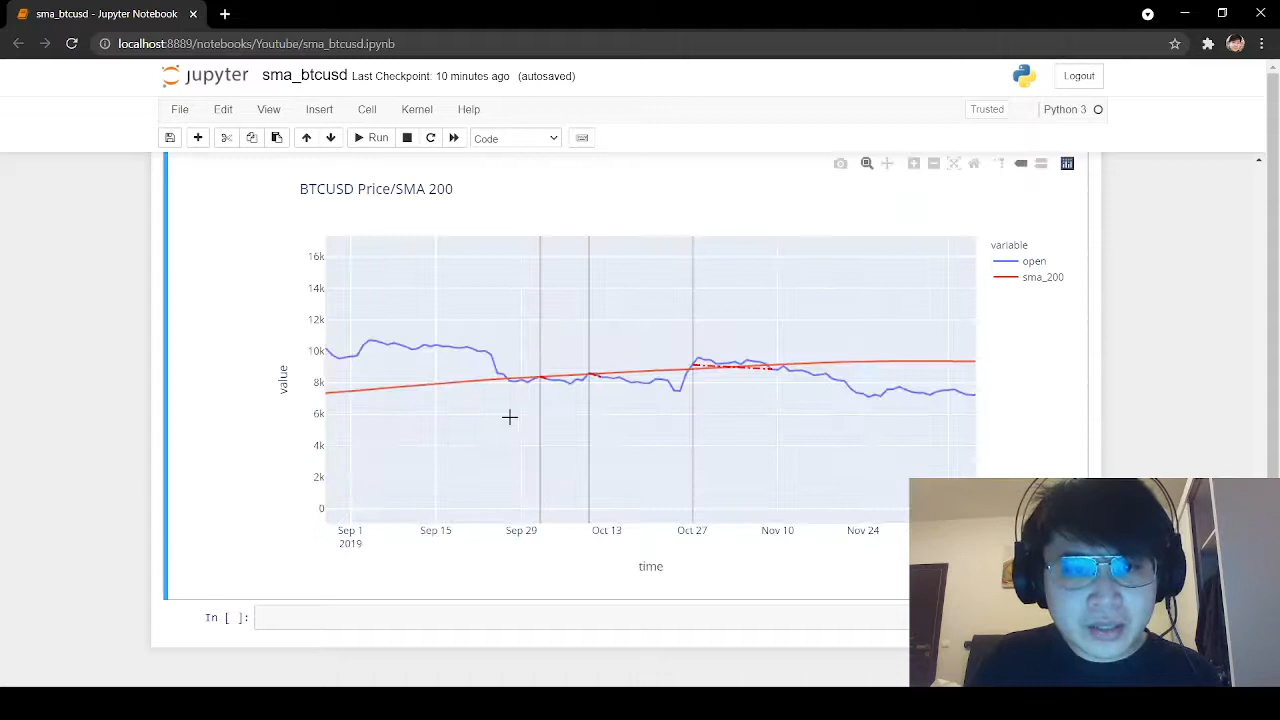 sma_btcusd - Jupyter Notebook
localhost:8889/notebooks/Youtube/sma_btcusd.ipynb
jupyter sma_btcusd Last Checkpoint: 10 minutes ago (autosaved)
Logout
File Edit View Insert Cell Kernel Help
Trusted
Python 3
Run
Code
BTCUSD Price/SMA 200
variable
open
sma_200
value
16k
14k
12k
10k
8k
6k
4k
2k
0
Sep 1
2019
Sep 15
Sep 29
Oct 13
Oct 27
Nov 10
Nov 24
time
In [ ]: